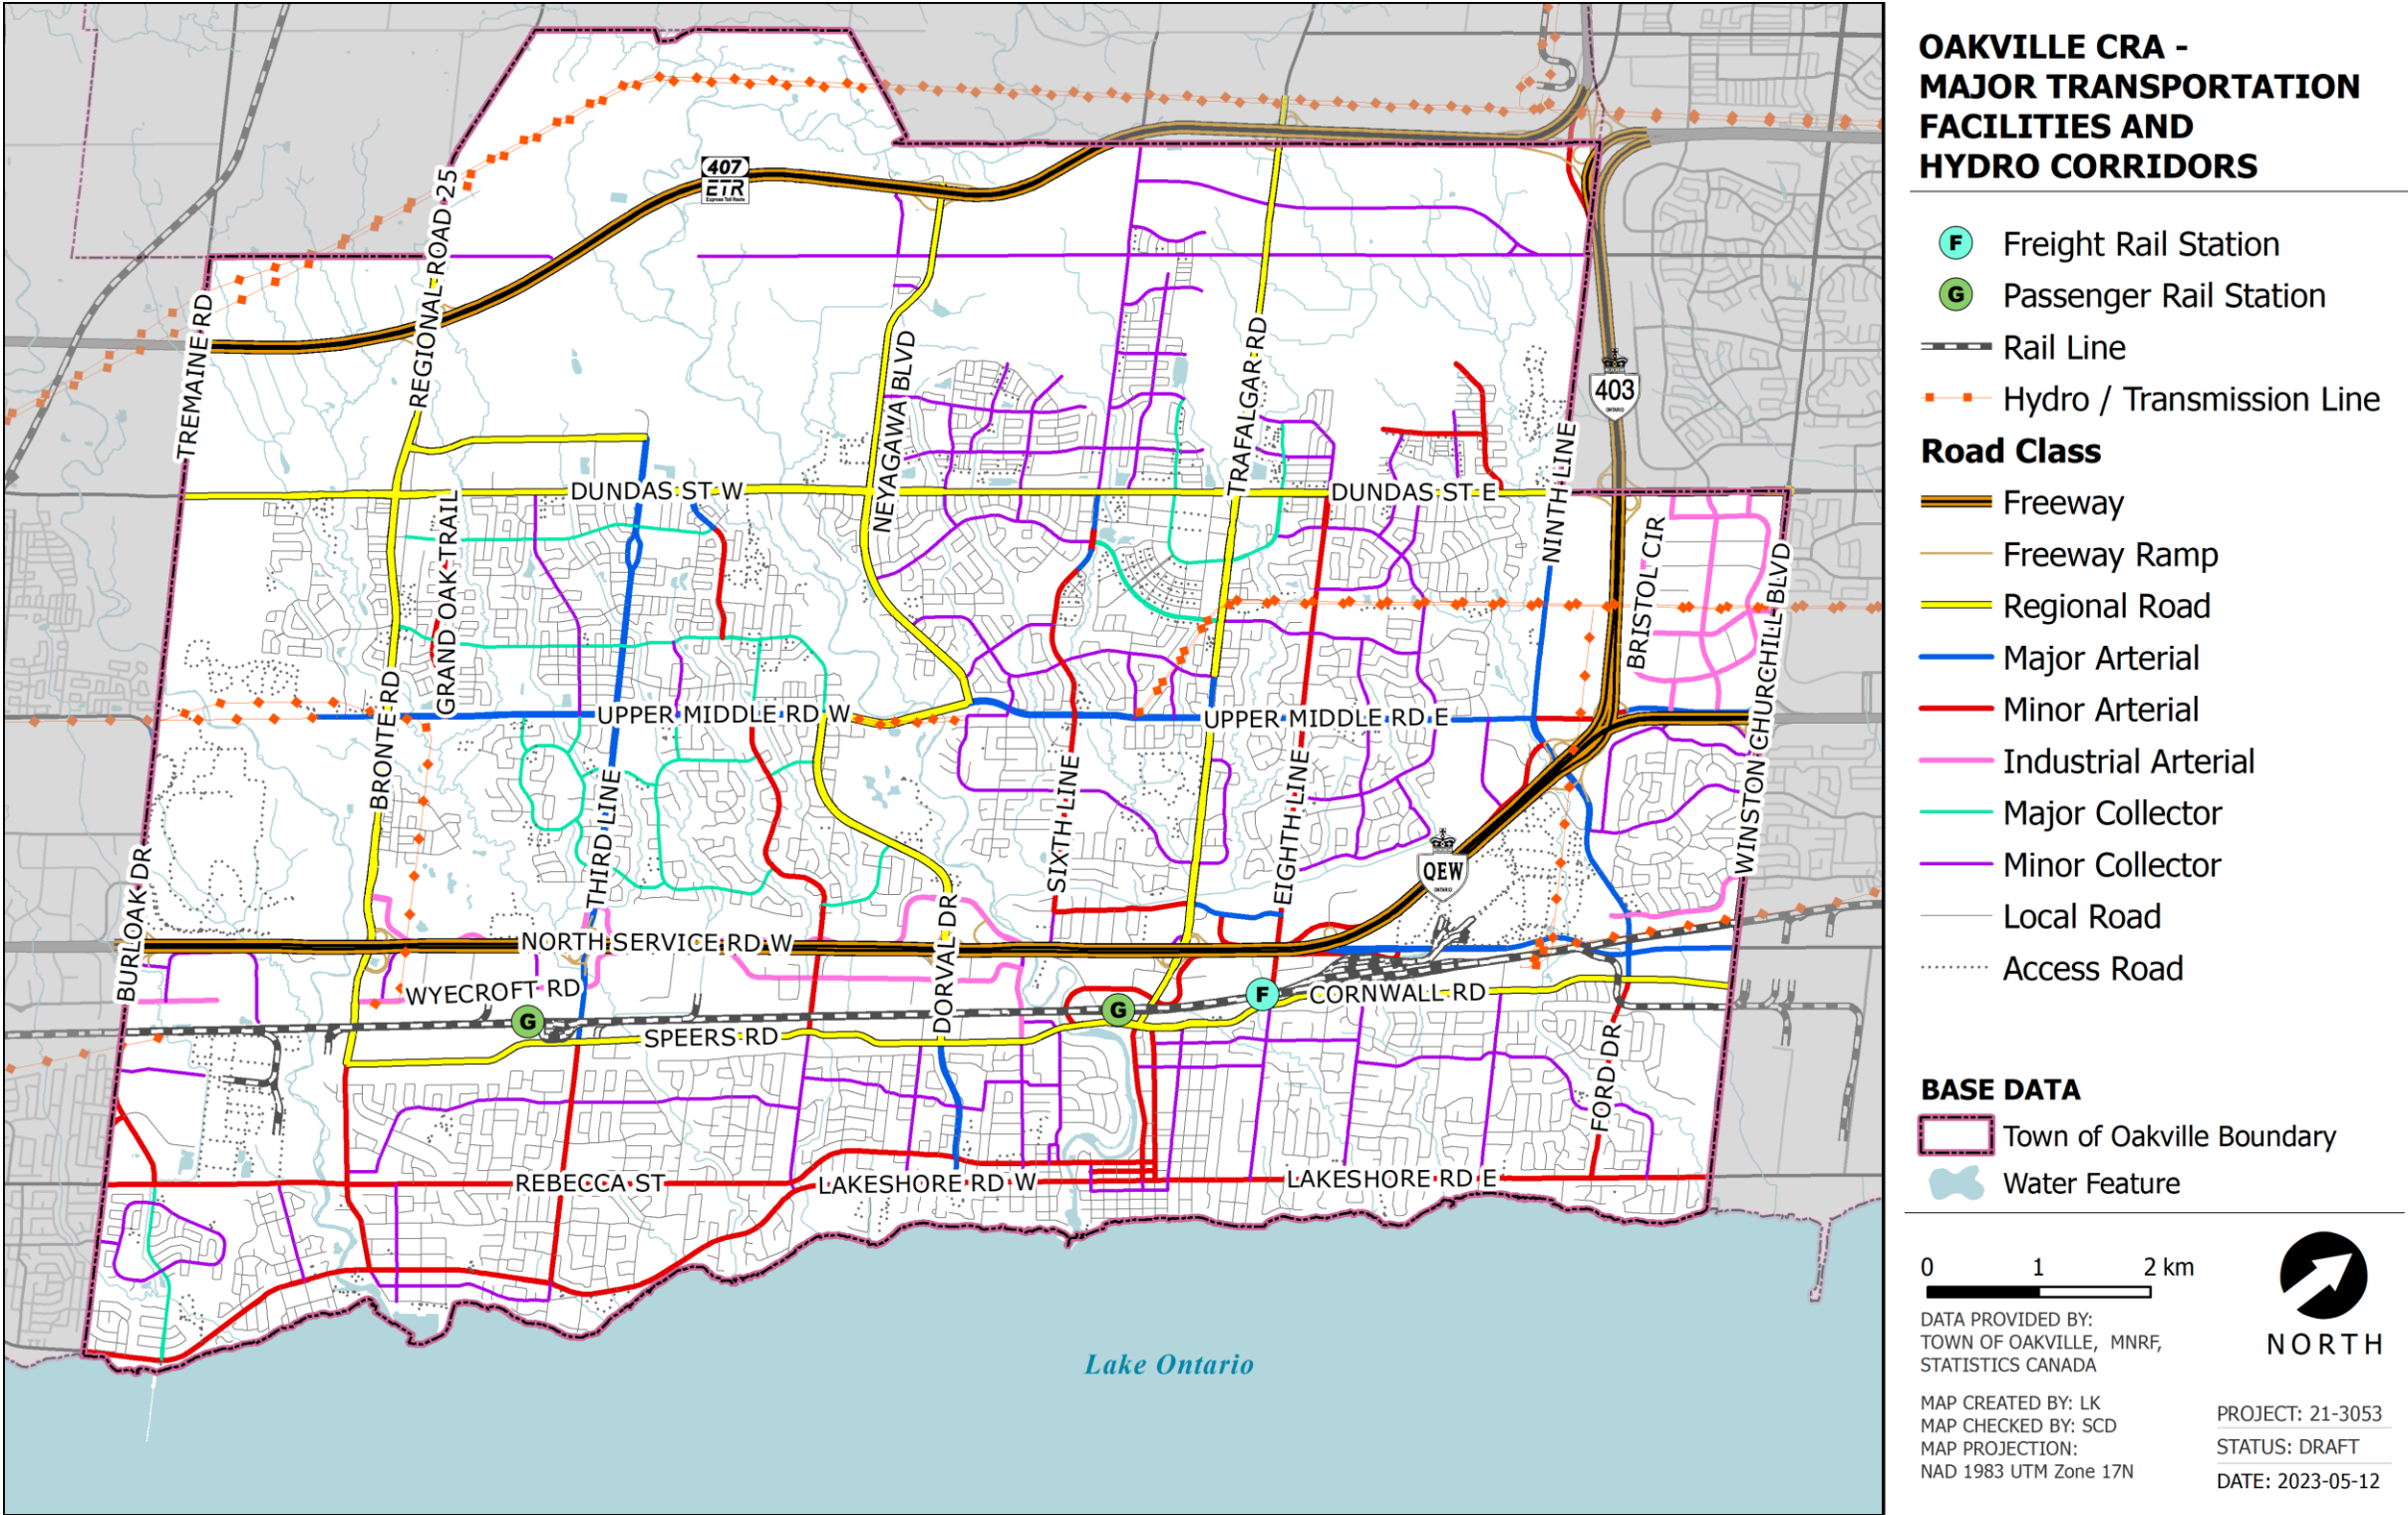 OAKVILLE CRA -
MAJOR TRANSPORTATION
FACILITIES AND
HYDRO CORRIDORS
F Freight Rail Station
G Passenger Rail Station
Rail Line
Hydro / Transmission Line
Road Class
Freeway
Freeway Ramp
Regional Road
Major Arterial
Minor Arterial
Industrial Arterial
Major Collector
Minor Collector
Local Road
Access Road
BASE DATA
Town of Oakville Boundary
Water Feature
0 1 2 km
DATA PROVIDED BY:
TOWN OF OAKVILLE, MNRF,
STATISTICS CANADA
MAP CREATED BY: LK
MAP CHECKED BY: SCD
MAP PROJECTION:
NAD 1983 UTM Zone 17N
NORTH
PROJECT: 21-3053
STATUS: DRAFT
DATE: 2023-05-12
407
ETR
Express Toll Route
REGIONAL ROAD 25
TREMAINE RD
NEYAGAWA BLVD
TRAFALGAR RD
403
ONTARIO
NINTH LINE
DUNDAS ST W
DUNDAS ST E
GRAND OAK TRAIL
BRISTOL CIR
WINSTON CHURCHILL BLVD
BRONTE RD
UPPER MIDDLE RD W
UPPER MIDDLE RD E
THIRD LINE
SIXTH LINE
EIGHTH LINE
QEW
ONTARIO
BURLOAK DR
DORVAL DR
NORTH SERVICE RD W
WYECROFT RD
G
G
F
CORNWALL RD
SPEERS RD
FORD DR
REBECCA ST
LAKESHORE RD W
LAKESHORE RD E
Lake Ontario